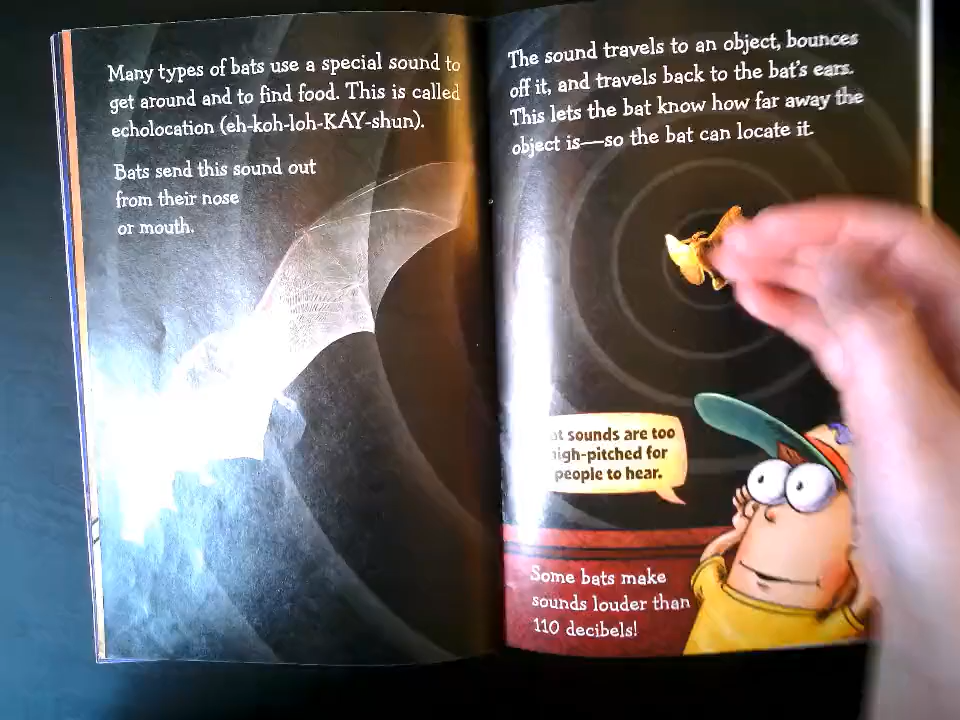 Many types of bats use a special sound to
get around and to find food. This is called
echolocation (eh-koh-loh-KAY-shun).
Bats send this sound out
from their nose
or mouth.
The sound travels to an object, bounces
off it, and travels back to the bat's ears.
This lets the bat know how far away the
object is—so the bat can locate it.
sounds are too
high-pitched for
people to hear.
Some bats make
sounds louder than
110 decibels!